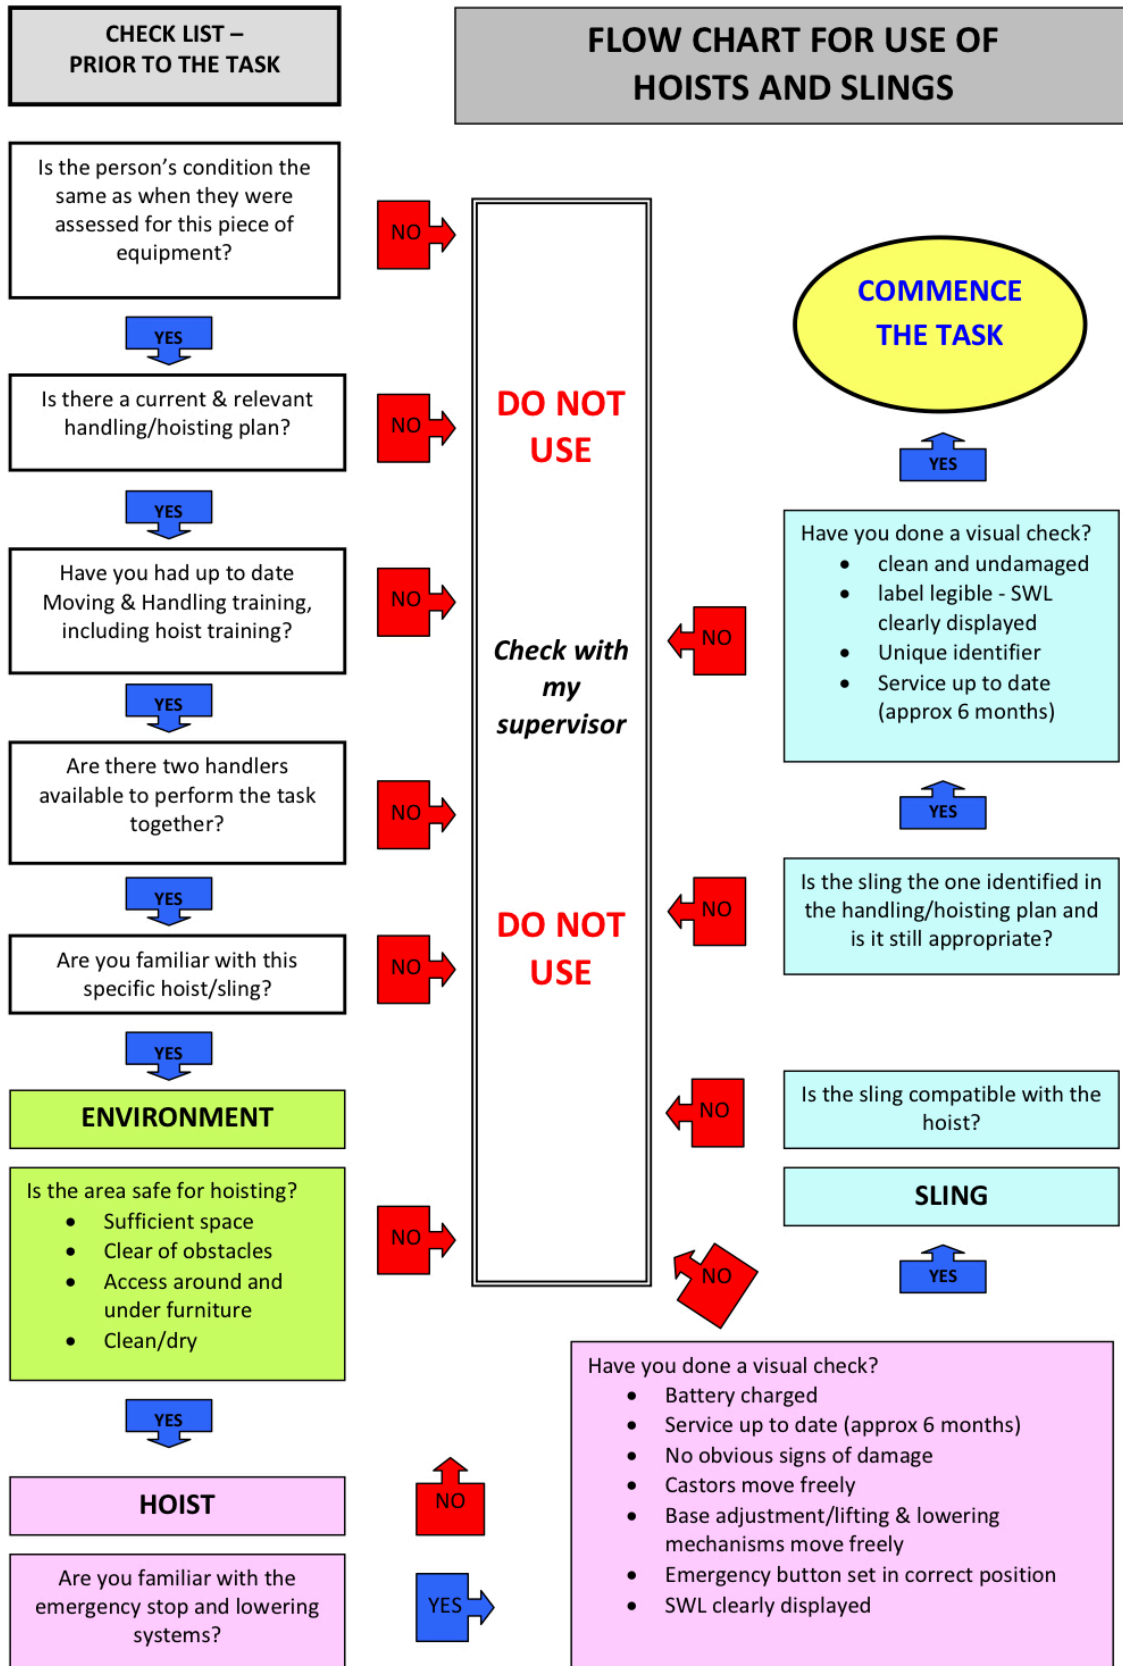 CHECK LIST –
PRIOR TO THE TASK
FLOW CHART FOR USE OF
HOISTS AND SLINGS
Is the person’s condition the
same as when they were
assessed for this piece of
equipment?
NO
YES
Is there a current & relevant
handling/hoisting plan?
NO
YES
Have you had up to date
Moving & Handling training,
including hoist training?
NO
YES
Are there two handlers
available to perform the task
together?
NO
YES
Are you familiar with this
specific hoist/sling?
NO
YES
ENVIRONMENT
Is the area safe for hoisting?
• Sufficient space
• Clear of obstacles
• Access around and
under furniture
• Clean/dry
NO
YES
HOIST
NO
Are you familiar with the
emergency stop and lowering
systems?
YES
DO NOT
USE
Check with
my
supervisor
DO NOT
USE
Have you done a visual check?
• Battery charged
• Service up to date (approx 6 months)
• No obvious signs of damage
• Castors move freely
• Base adjustment/lifting & lowering
mechanisms move freely
• Emergency button set in correct position
• SWL clearly displayed
NO
YES
SLING
Is the sling compatible with the
hoist?
NO
Is the sling the one identified in
the handling/hoisting plan and
is it still appropriate?
NO
YES
Have you done a visual check?
• clean and undamaged
• label legible - SWL
clearly displayed
• Unique identifier
• Service up to date
(approx 6 months)
NO
YES
COMMENCE
THE TASK